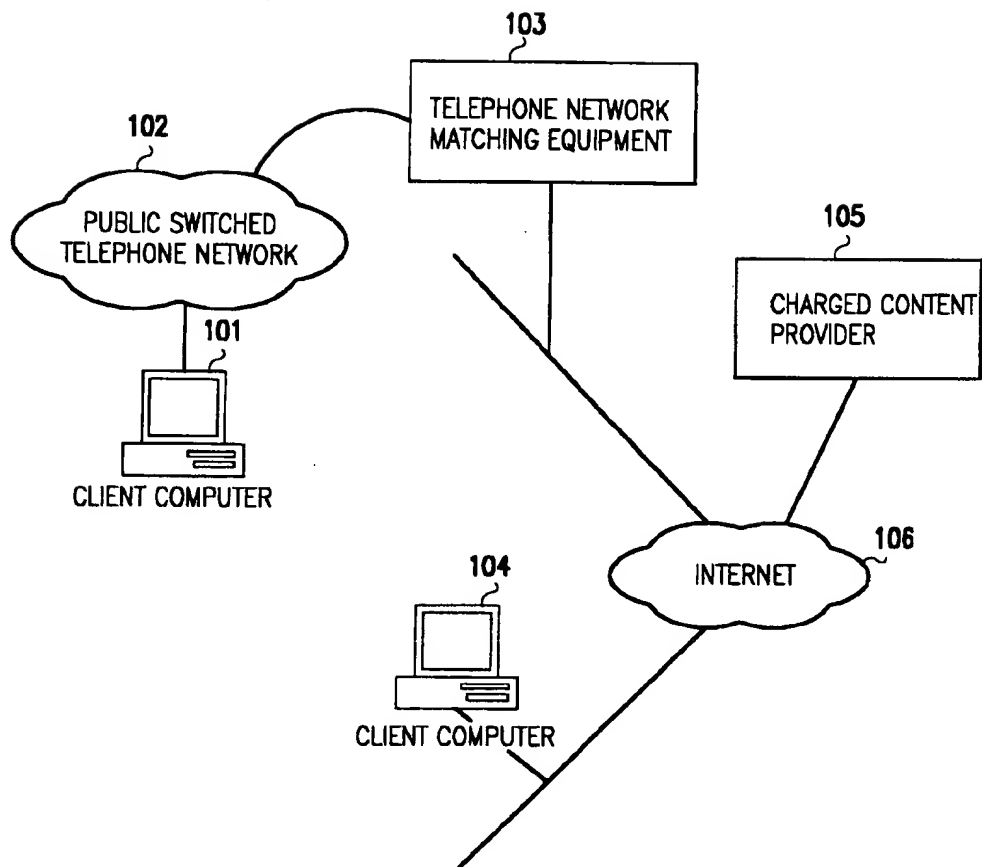 103
TELEPHONE NETWORK
MATCHING EQUIPMENT
102
PUBLIC SWITCHED
TELEPHONE NETWORK
105
CHARGED CONTENT
PROVIDER
101
CLIENT COMPUTER
106
INTERNET
104
CLIENT COMPUTER